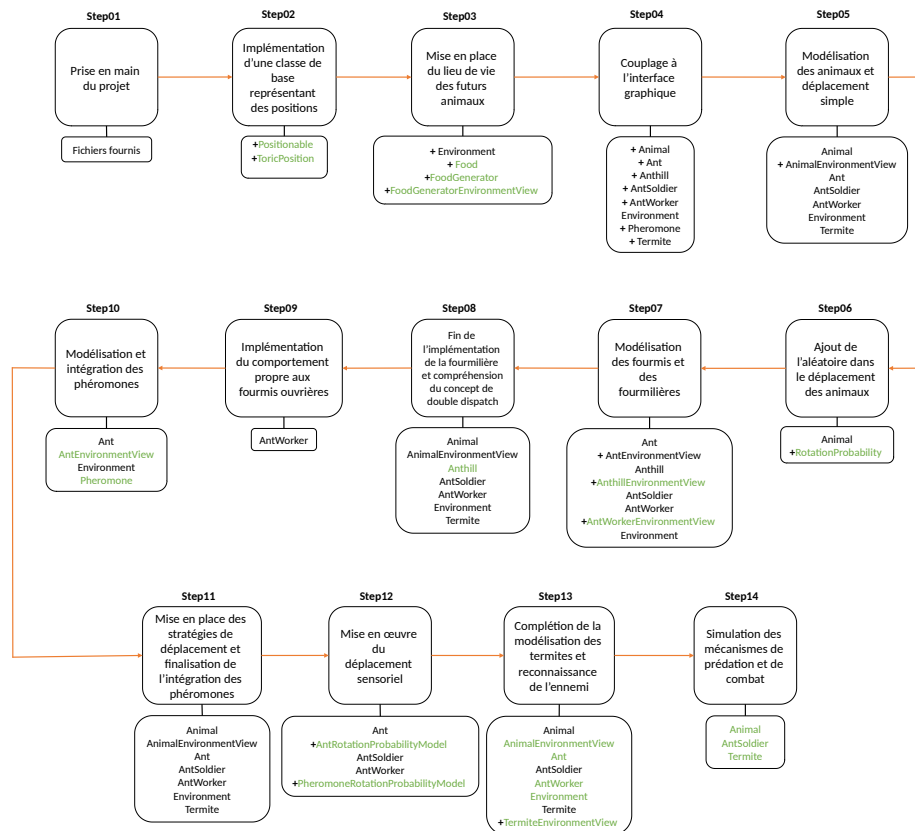 Step01
Prise en main
du projet
Fichiers fournis
Step02
Implémentation
d'une classe de
base
représentant
des positions
+Positionable
+ToricPosition
Step03
Mise en place
du lieu de vie
des futurs
animaux
+ Environment
+ Food
+FoodGenerator
+FoodGeneratorEnvironmentView
Step04
Couplage à
l'interface
graphique
+ Animal
+ Ant
+ Anthill
+ AntSoldier
+ AntWorker
Environment
+ Pheromone
+ Termite
Step05
Modélisation
des animaux et
déplacement
simple
Animal
+ AnimalEnvironmentView
Ant
AntSoldier
AntWorker
Environment
Termite
Step10
Modélisation et
intégration des
phéromones
Ant
AntEnvironmentView
Environment
Pheromone
Step09
Implémentation
du comportement
propre aux
fourmis ouvrières
AntWorker
Step08
Fin de
l'implémentation
de la fourmilière
et compréhension
du concept de
double dispatch
Animal
AnimalEnvironmentView
Anthill
AntSoldier
AntWorker
Environment
Termite
Step07
Modélisation
des fourmis et
des
fourmilières
Ant
+ AntEnvironmentView
Anthill
+AnthillEnvironmentView
AntSoldier
AntWorker
+AntWorkerEnvironmentView
Environment
Step06
Ajout de
l'aléatoire dans
le déplacement
des animaux
Animal
+RotationProbability
Step11
Mise en place des
stratégies de
déplacement et
finalisation de
l'intégration des
phéromones
Animal
AnimalEnvironmentView
Ant
AntSoldier
AntWorker
Environment
Termite
Step12
Mise en œuvre
du
déplacement
sensoriel
Ant
+AntRotationProbabilityModel
AntSoldier
AntWorker
+PheromoneRotationProbabilityModel
Step13
Complétion de la
modélisation des
termites et
reconnaissance
de l'ennemi
Animal
AnimalEnvironmentView
Ant
AntSoldier
AntWorker
Environment
Termite
+TermiteEnvironmentView
Step14
Simulation des
mécanismes de
prédation et de
combat
Animal
AntSoldier
Termite